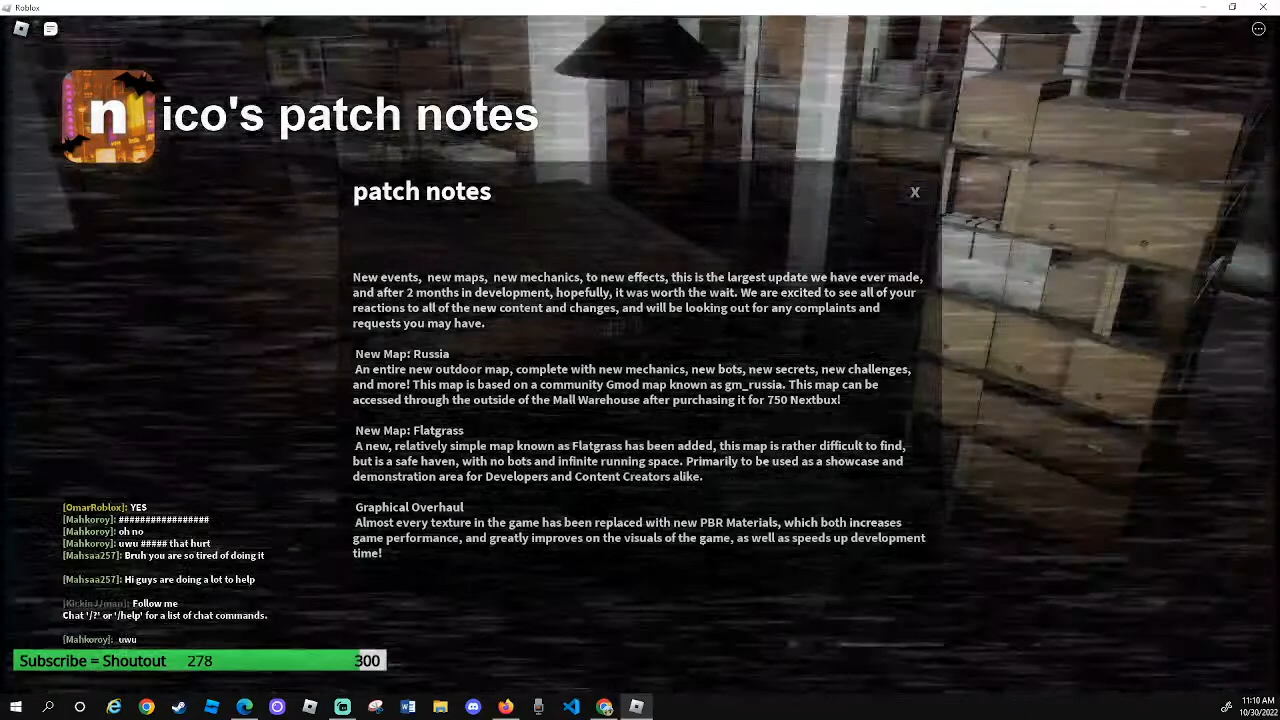 Roblox
n ico's patch notes
patch notes
X
New events,  new maps,  new mechanics, to new effects, this is the largest update we have ever made,
and after 2 months in development, hopefully, it was worth the wait. We are excited to see all of your
reactions to all of the new content and changes, and will be looking out for any complaints and
requests you may have.
New Map: Russia
An entire new outdoor map, complete with new mechanics, new bots, new secrets, new challenges,
and more! This map is based on a community Gmod map known as gm_russia. This map can be
accessed through the outside of the Mall Warehouse after purchasing it for 750 Nextbux!
New Map: Flatgrass
A new, relatively simple map known as Flatgrass has been added, this map is rather difficult to find,
but is a safe haven, with no bots and infinite running space. Primarily to be used as a showcase and
demonstration area for Developers and Content Creators alike.
Graphical Overhaul
Almost every texture in the game has been replaced with new PBR Materials, which both increases
game performance, and greatly improves on the visuals of the game, as well as speeds up development
time!
[OmarRoblox]: YES
[Mahkoroy]: ################
[Mahkoroy]: oh no
[Mahkoroy]: uwu ##### that hurt
[Mahsaa257]: Bruh you are so tired of doing it
[Mahsaa257]: Hi guys are doing a lot to help
Follow me
Chat '/?' or '/help' for a list of chat commands.
[Mahkoroy]: uwu
Subscribe = Shoutout 278 300
11:10 AM
10/30/2022